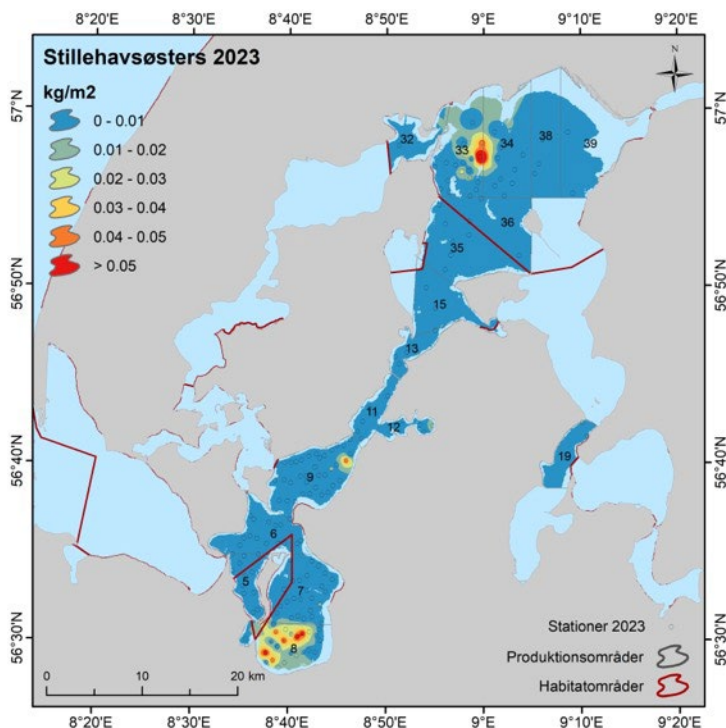 8°20'E 8°30'E 8°40'E 8°50'E 9°E 9°10'E 9°20'E
Stillehavsøsters 2023
N
kg/m2
57°N
57°N
0 - 0.01
0.01 - 0.02
0.02 - 0.03
0.03 - 0.04
0.04 - 0.05
> 0.05
32
33
34
38
39
36
35
56°50'N
56°50'N
15
13
11
12
56°40'N
56°40'N
19
9
6
5
7
Stationer 2023
56°30'N
56°30'N
8
Produktionsområder
0 10 20 km
Habitatområder
8°20'E 8°30'E 8°40'E 8°50'E 9°E 9°10'E 9°20'E